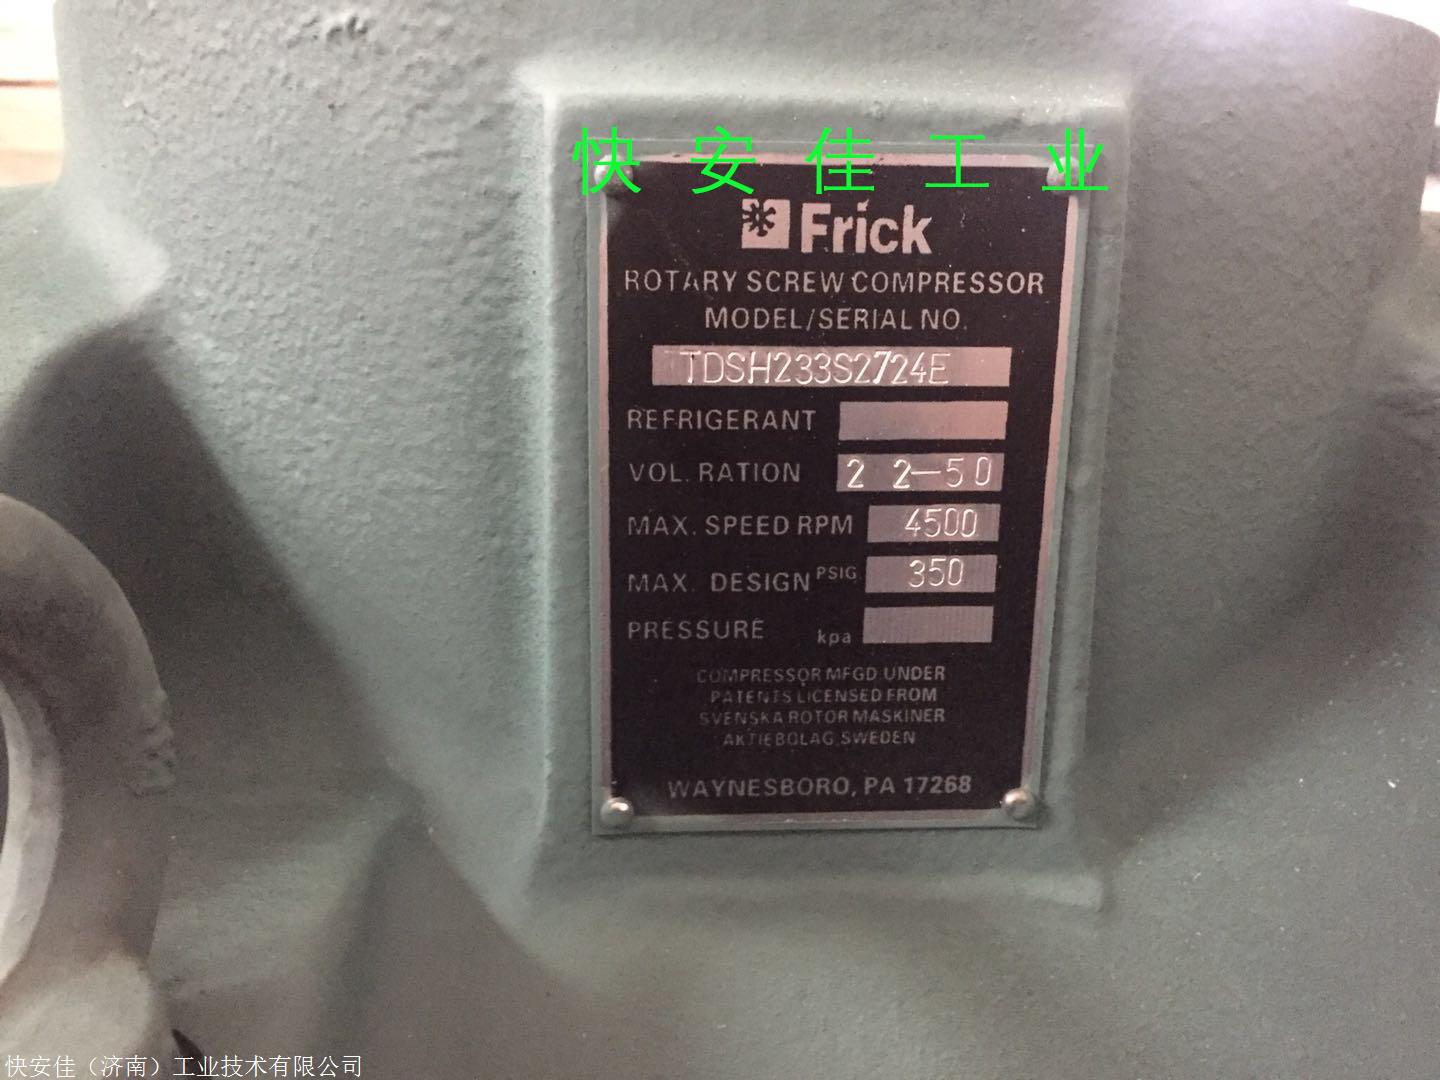 快安佳工业
Frick
ROTARY SCREW COMPRESSOR
MODEL/SERIAL NO.
TDSH233S2724E
REFRIGERANT
VOL. RATION 2 2-50
MAX. SPEED RPM 4500
MAX. DESIGN PSIG 350
PRESSURE kpa
COMPRESSOR MFGD UNDER
PATENTS LICENSED FROM
SVENSKA ROTOR MASKINER
AKTIEBOLAG, SWEDEN
WAYNESBORO, PA 17268
快安佳（济南）工业技术有限公司